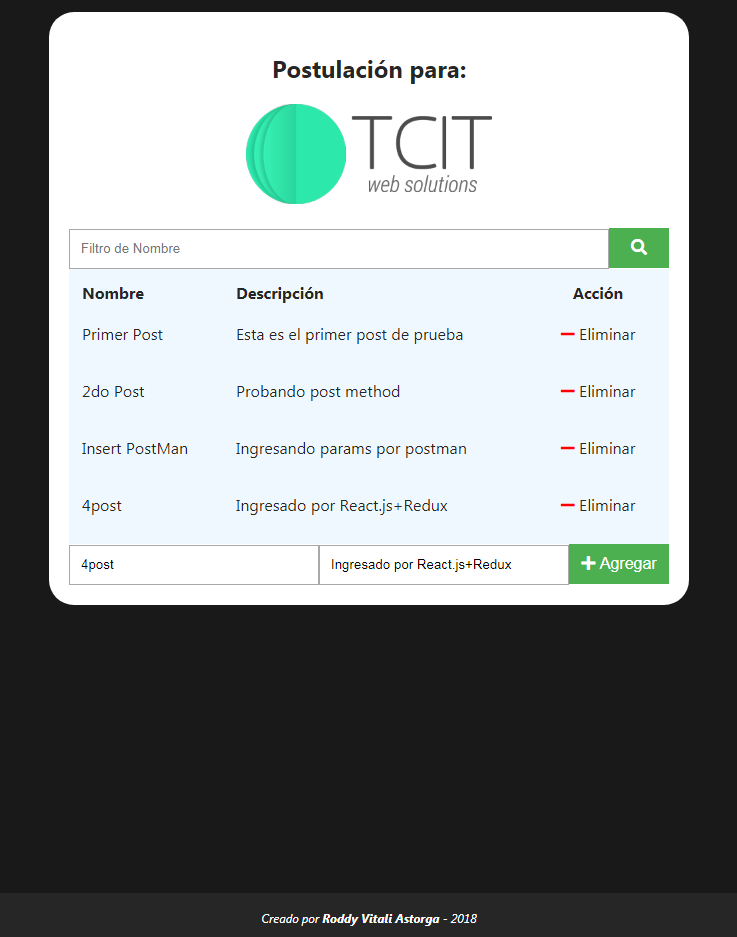 Postulación para:
TCIT
web solutions
Filtro de Nombre
Nombre Descripción Acción
Primer Post Esta es el primer post de prueba Eliminar
2do Post Probando post method Eliminar
Insert PostMan Ingresando params por postman Eliminar
4post Ingresado por React.js+Redux Eliminar
4post Ingresado por React.js+Redux Agregar
Creado por Roddy Vitali Astorga - 2018